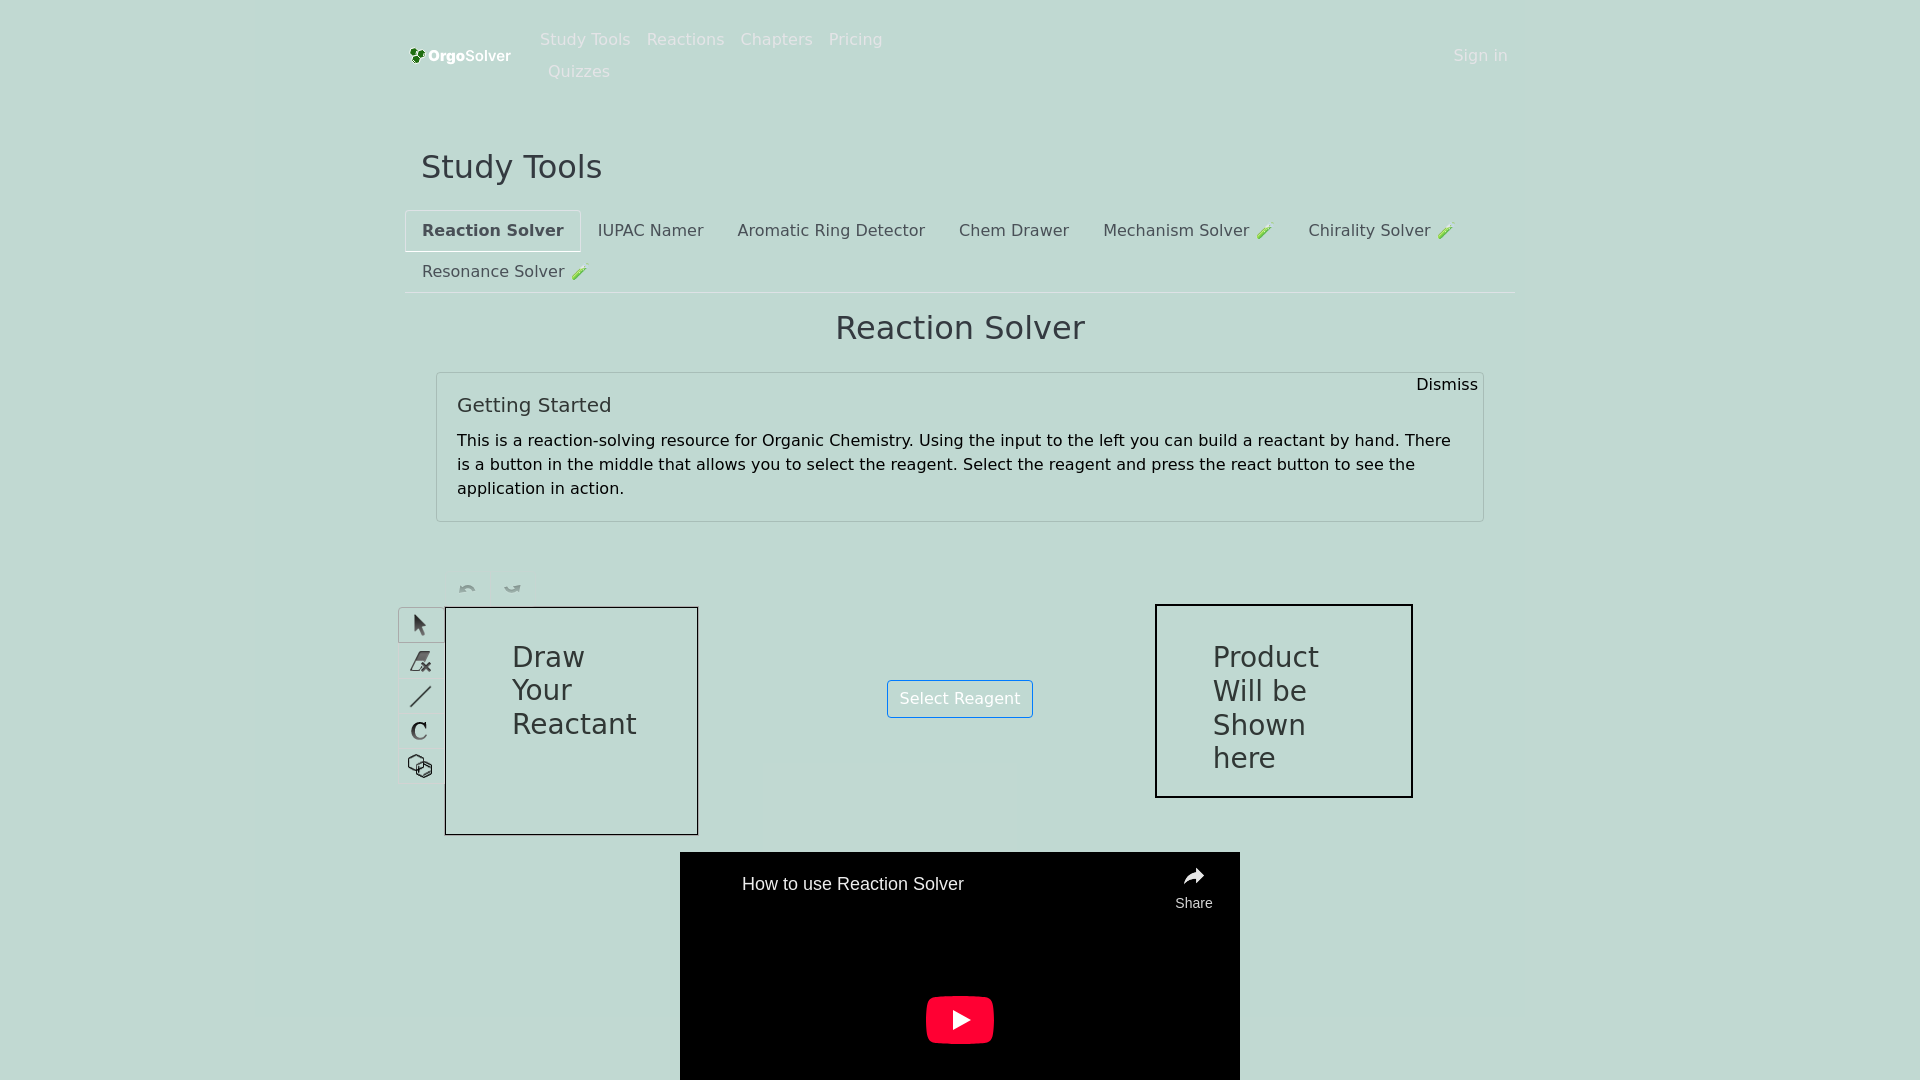 OrgoSolver
Study Tools Reactions Chapters Pricing
Quizzes
Sign in
Study Tools
Reaction Solver IUPAC Namer Aromatic Ring Detector Chem Drawer Mechanism Solver 🧪 Chirality Solver 🧪
Resonance Solver 🧪
Reaction Solver
Dismiss
Getting Started
This is a reaction-solving resource for Organic Chemistry. Using the input to the left you can build a reactant by hand. There
is a button in the middle that allows you to select the reagent. Select the reagent and press the react button to see the
application in action.
C
Draw
Your
Reactant
Select Reagent
Product
Will be
Shown
here
How to use Reaction Solver
Share